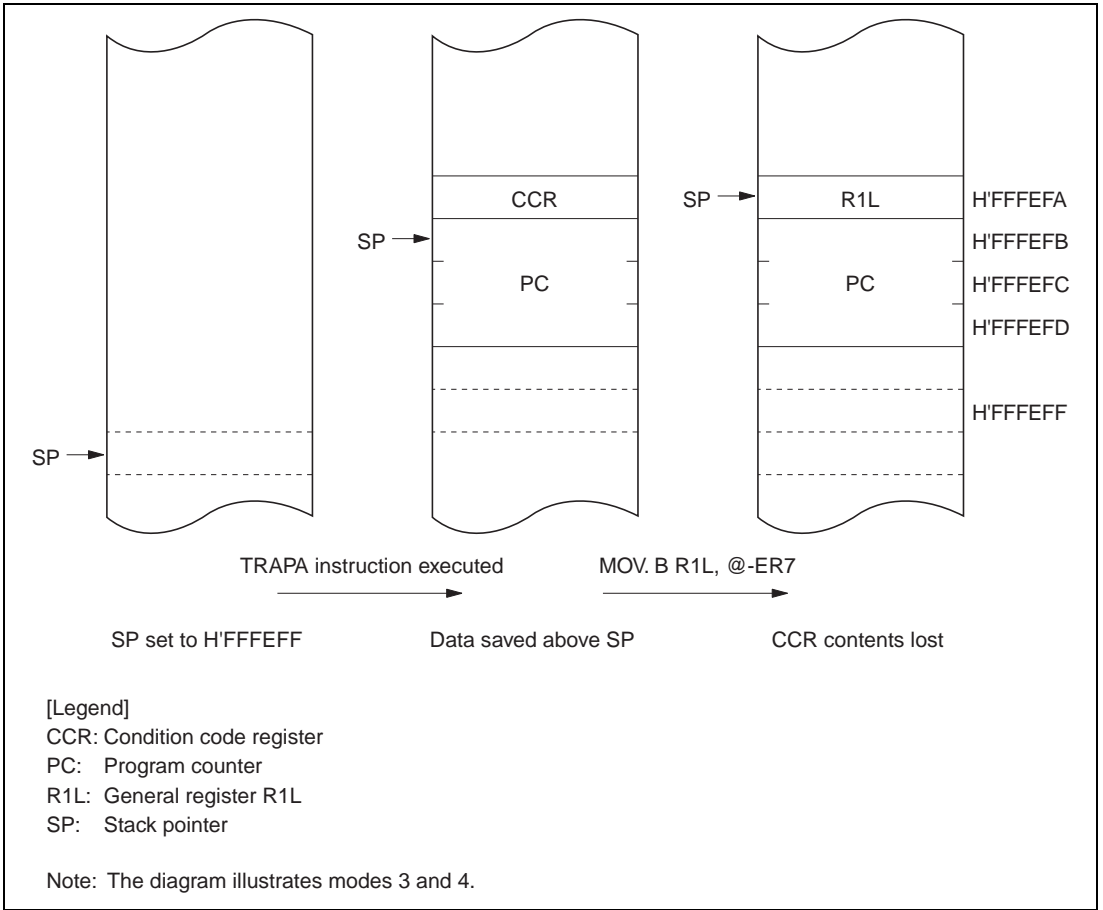 CCR
SP
R1L
H'FFFEFA
SP
H'FFFEFB
PC
PC
H'FFFEFC
H'FFFEFD
H'FFFEFF
SP
TRAPA instruction executed
MOV. B R1L, @-ER7
SP set to H'FFFEFF
Data saved above SP
CCR contents lost
[Legend]
CCR: Condition code register
PC: Program counter
R1L: General register R1L
SP: Stack pointer
Note: The diagram illustrates modes 3 and 4.